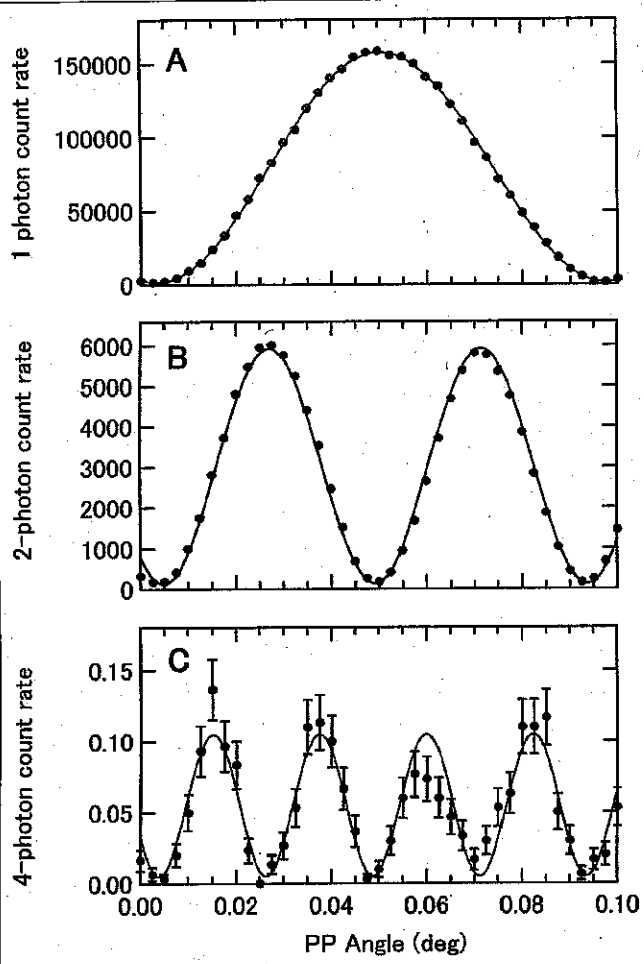 A
1 photon count rate
150000
100000
50000
0
B
2-photon count rate
6000
5000
4000
3000
2000
1000
0
C
4-photon count rate
0.15
0.10
0.05
0.00
0.00 0.02 0.04 0.06 0.08 0.10
PP Angle (deg)